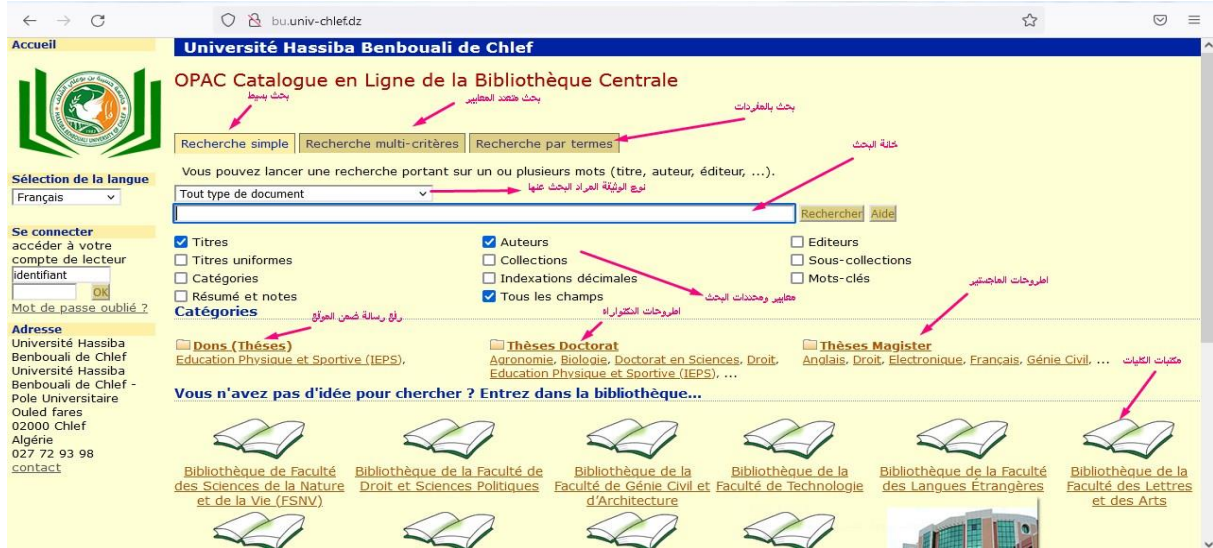 bu.univ-chlef.dz
Accueil
Université Hassiba Benbouali de Chlef
OPAC Catalogue en Ligne de la Bibliothèque Centrale
بحث بسيط
بحث متعدد المعايير
بحث بالمفردات
Recherche simple
Recherche multi-critères
Recherche par termes
خانة البحث
Vous pouvez lancer une recherche portant sur un ou plusieurs mots (titre, auteur, éditeur, ...).
Tout type de document
نوع الوثيقة المراد البحث عنها
Rechercher
Aide
Titres
Auteurs
Editeurs
Titres uniformes
Collections
Sous-collections
Catégories
Indexations décimales
Mots-clés
Résumé et notes
Tous les champs
معايير ومحددات البحث
Sélection de la langue
Français
Se connecter
accéder à votre
compte de lecteur
identifiant
OK
Mot de passe oublié ?
Adresse
Université Hassiba
Benbouali de Chlef
Université Hassiba
Benbouali de Chlef -
Pole Universitaire
Ouled fares
02000 Chlef
Algérie
027 72 93 98
contact
Catégories
رفع رسالة ضمن الموقع
اطروحات الدكتوراه
اطروحات الماجستير
Dons (Théses)
Education Physique et Sportive (IEPS),
Thèses Doctorat
Agronomie, Biologie, Doctorat en Sciences, Droit,
Education Physique et Sportive (IEPS), ...
Thèses Magister
Anglais, Droit, Electronique, Français, Génie Civil, ...
مكتبات الكليات
Vous n'avez pas d'idée pour chercher ? Entrez dans la bibliothèque...
Bibliothèque de Faculté
des Sciences de la Nature
et de la Vie (FSNV)
Bibliothèque de la Faculté de
Droit et Sciences Politiques
Bibliothèque de la
Faculté de Génie Civil et
d'Architecture
Bibliothèque de la
Faculté de Technologie
Bibliothèque de la Faculté
des Langues Étrangères
Bibliothèque de la
Faculté des Lettres
et des Arts